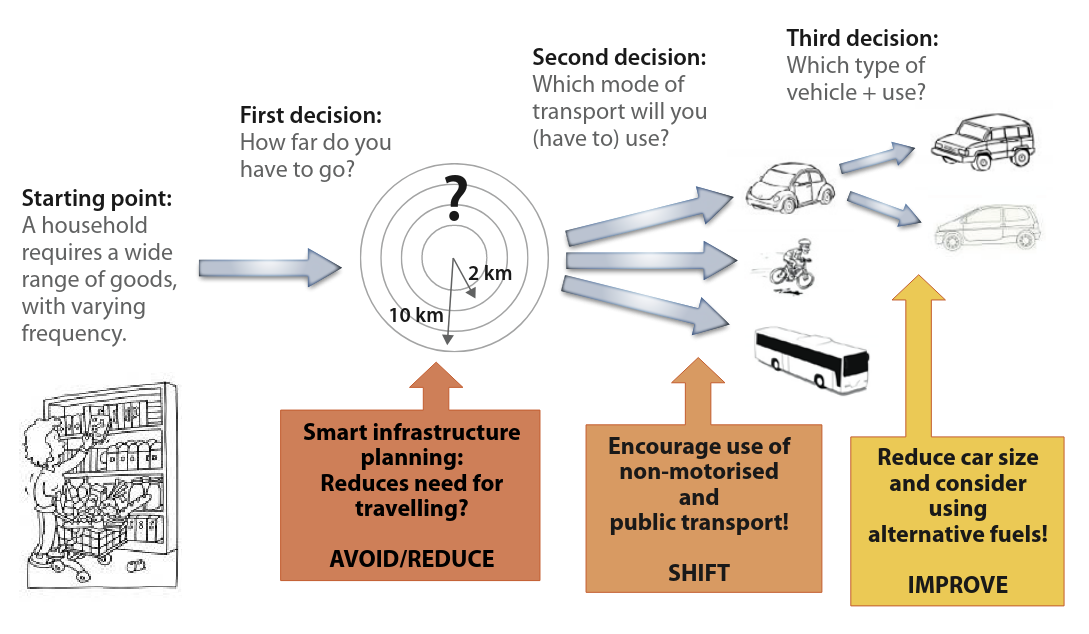 Starting point:
A household
requires a wide
range of goods,
with varying
frequency.
First decision:
How far do you
have to go?
?
2 km
10 km
Second decision:
Which mode of
transport will you
(have to) use?
Third decision:
Which type of
vehicle + use?
Smart infrastructure
planning:
Reduces need for
travelling?
AVOID/REDUCE
Encourage use of
non-motorised
and
public transport!
SHIFT
Reduce car size
and consider
using
alternative fuels!
IMPROVE